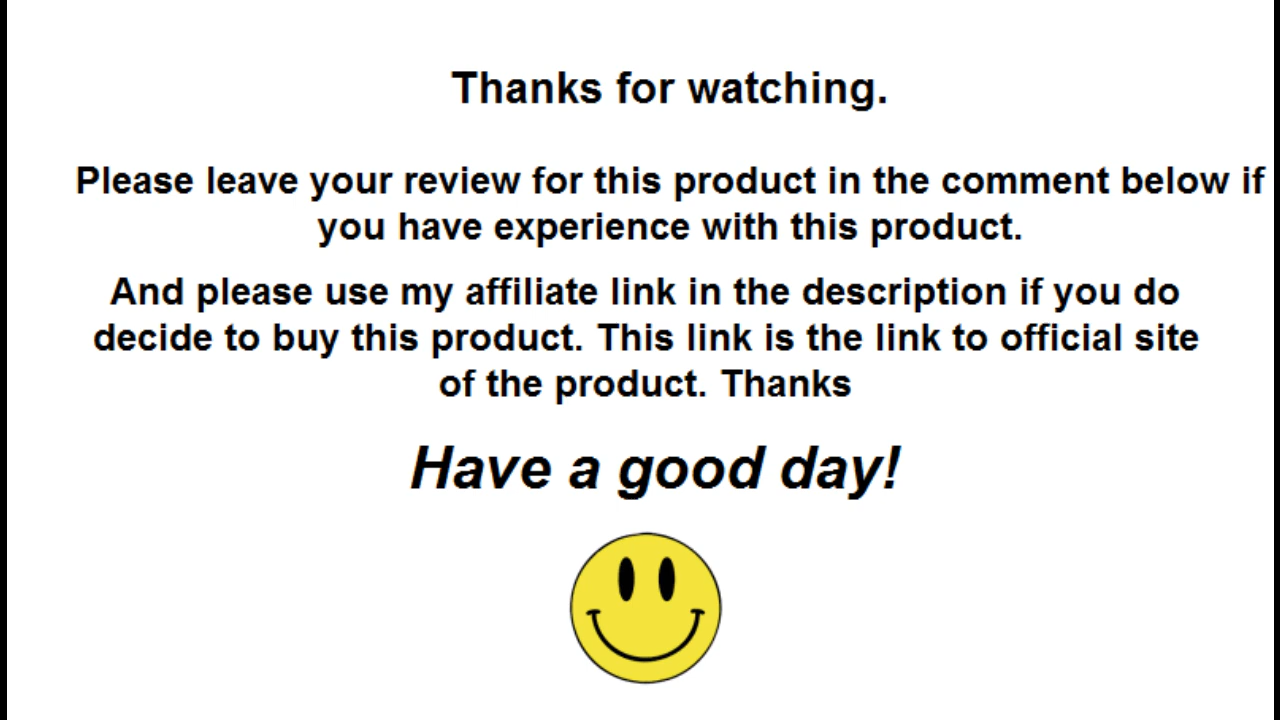 Thanks for watching.
Please leave your review for this product in the comment below if
you have experience with this product.
And please use my affiliate link in the description if you do
decide to buy this product. This link is the link to official site
of the product. Thanks
Have a good day!